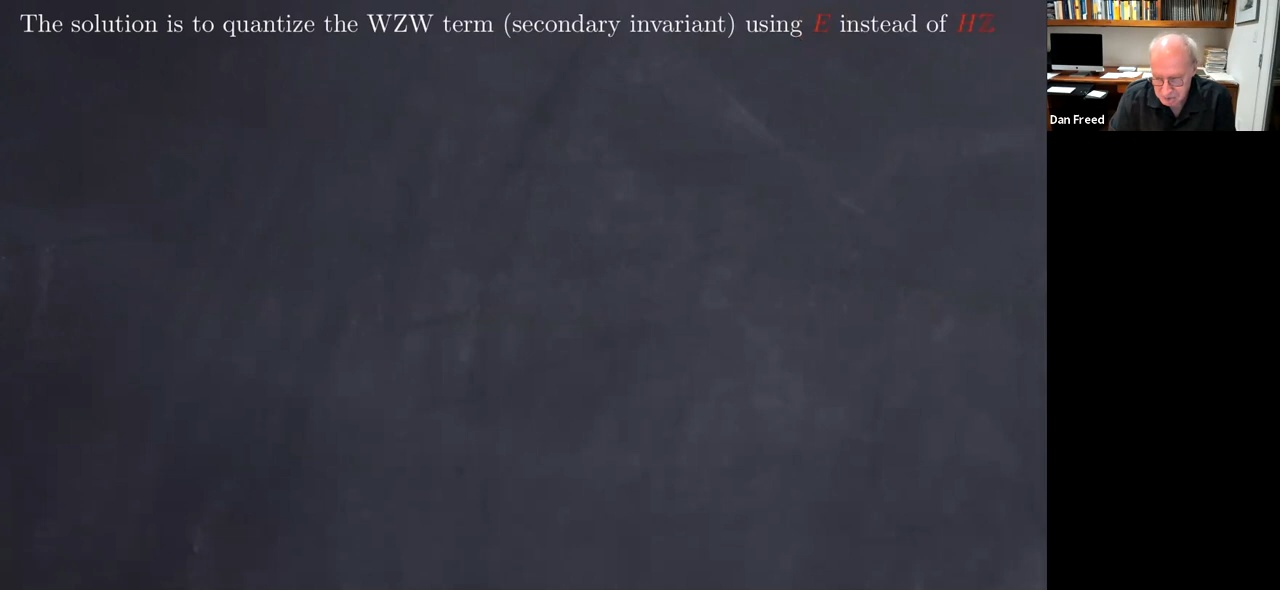 The solution is to quantize the WZW term (secondary invariant) using E instead of Hℤ
Dan Freed